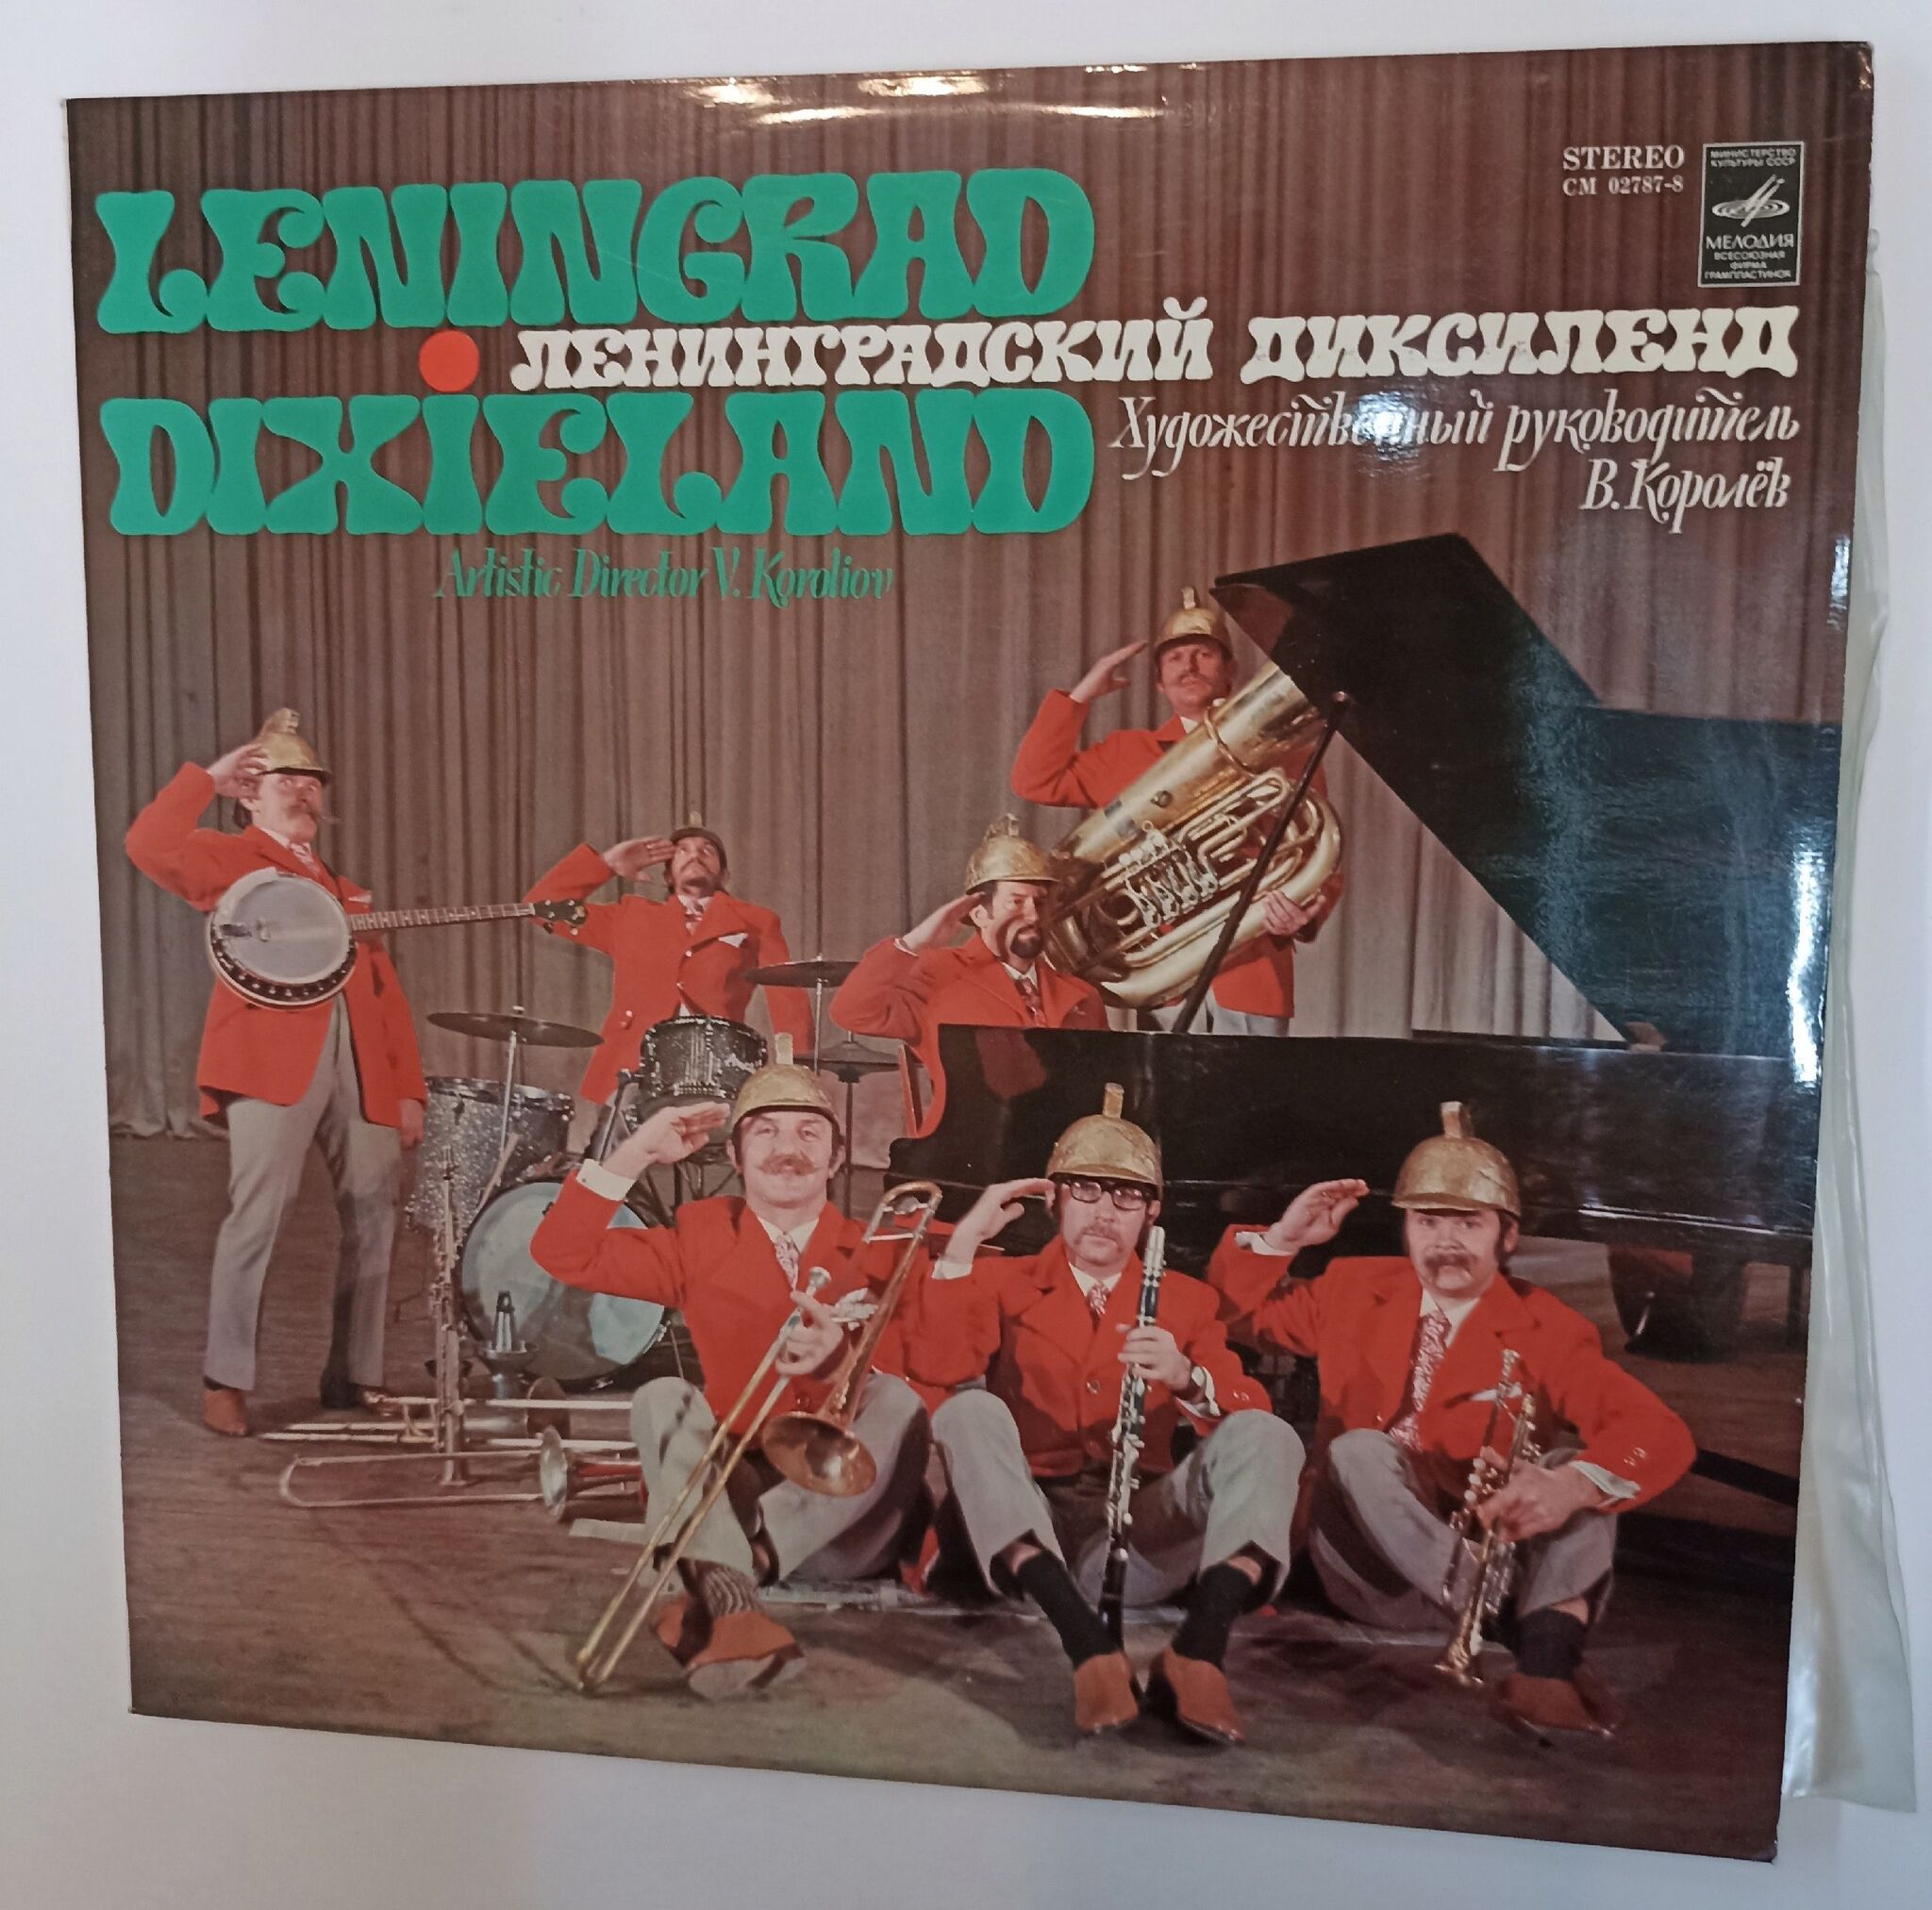 STEREO
СМ 02787-8
МИНИСТЕРСТВО
КУЛЬТУРЫ СССР
МЕЛОДИЯ
ВСЕСОЮЗНАЯ
ФИРМА
ГРАМПЛАСТИНОК
LENINGRAD
ЛЕНИНГРАДСКИЙ ДИКСИЛЕНД
DIXIELAND
Художественный руководитель
В. Королёв
Artistic Director V. Koroliov